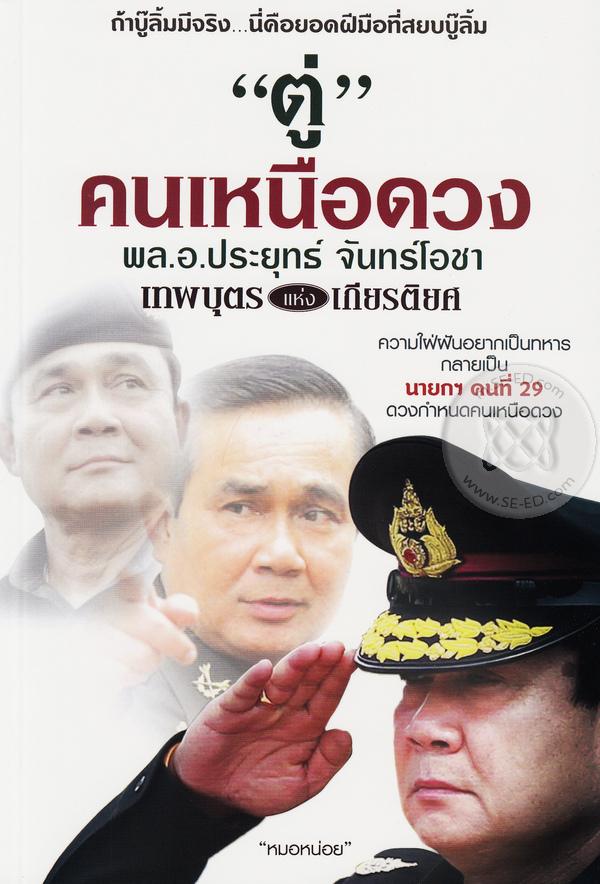 ถ้าบู๊ลิ้มมีจริง...นี่คือยอดฝีมือที่สยบบู๊ลิ้ม
“ตู่”
คนเหนือดวง
พล.อ.ประยุทธ์ จันทร์โอชา
เทพบุตร แห่ง เกียรติยศ
ความใฝ่ฝันอยากเป็นทหาร
กลายเป็น
นายกฯ คนที่ 29
ดวงกำหนดคนเหนือดวง
SE-ED.com
www.SE-ED.com
“หมอหน่อย”